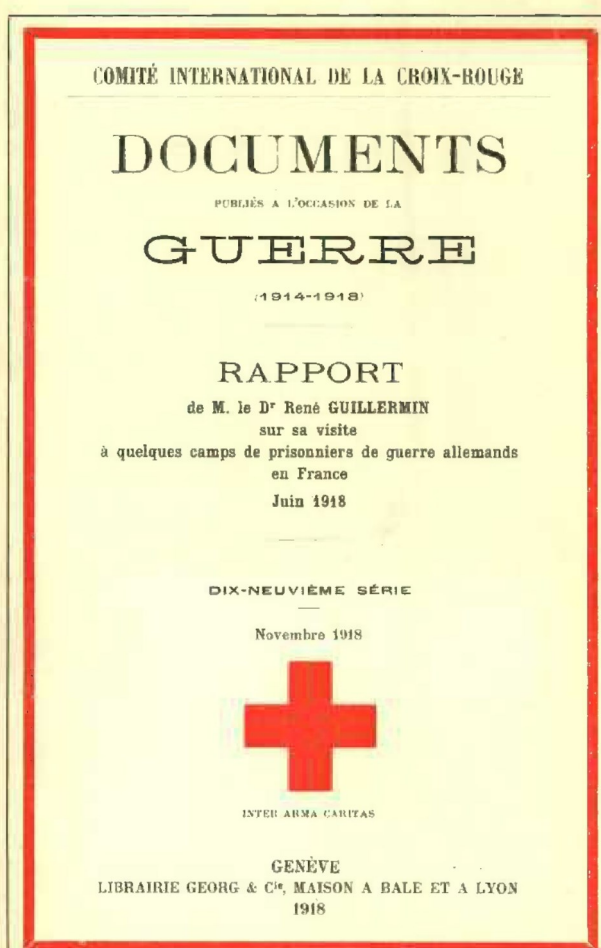 COMITÉ INTERNATIONAL DE LA CROIX-ROUGE
DOCUMENTS
PUBLIÉS A L'OCCASION DE LA
GUERRE
(1914-1918)
RAPPORT
de M. le Dr René GUILLERMIN
sur sa visite
à quelques camps de prisonniers de guerre allemands
en France
Juin 1918
DIX-NEUVIÈME SÉRIE
Novembre 1918
INTER ARMA CARITAS
GENÈVE
LIBRAIRIE GEORG & Cie, MAISON A BALE ET A LYON
1918